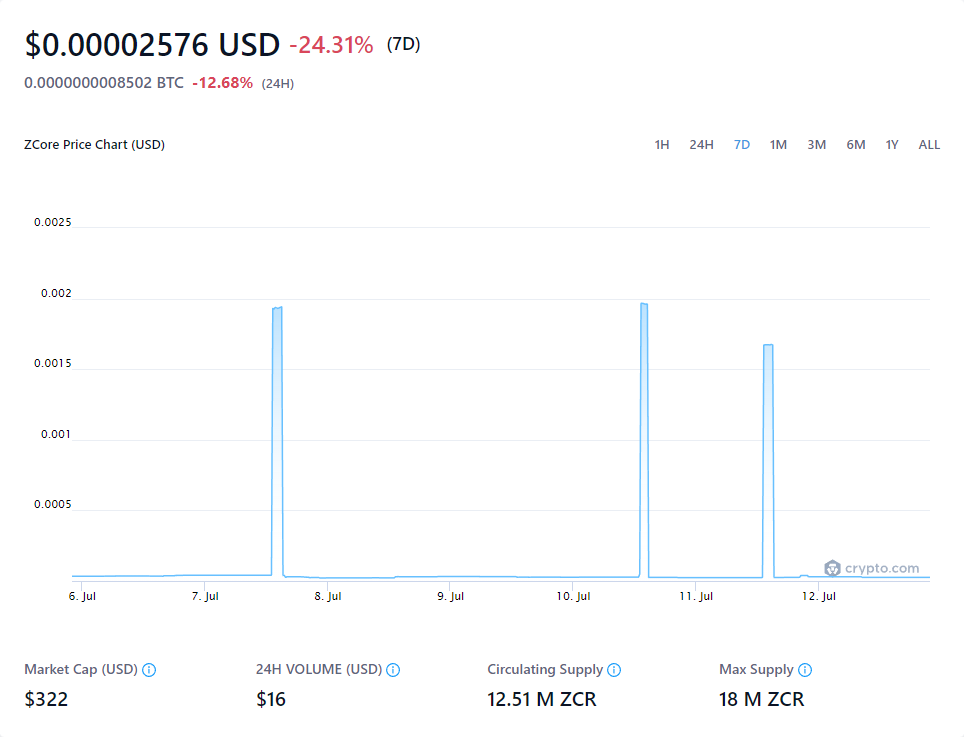 $0.00002576 USD -24.31% (7D)
0.0000000008502 BTC -12.68% (24H)
ZCore Price Chart (USD) 1H 24H 7D 1M 3M 6M 1Y ALL
0.0025
0.002
0.0015
0.001
0.0005
crypto.com
6. Jul 7. Jul 8. Jul 9. Jul 10. Jul 11. Jul 12. Jul
Market Cap (USD) 24H VOLUME (USD) Circulating Supply Max Supply
$322 $16 12.51 M ZCR 18 M ZCR